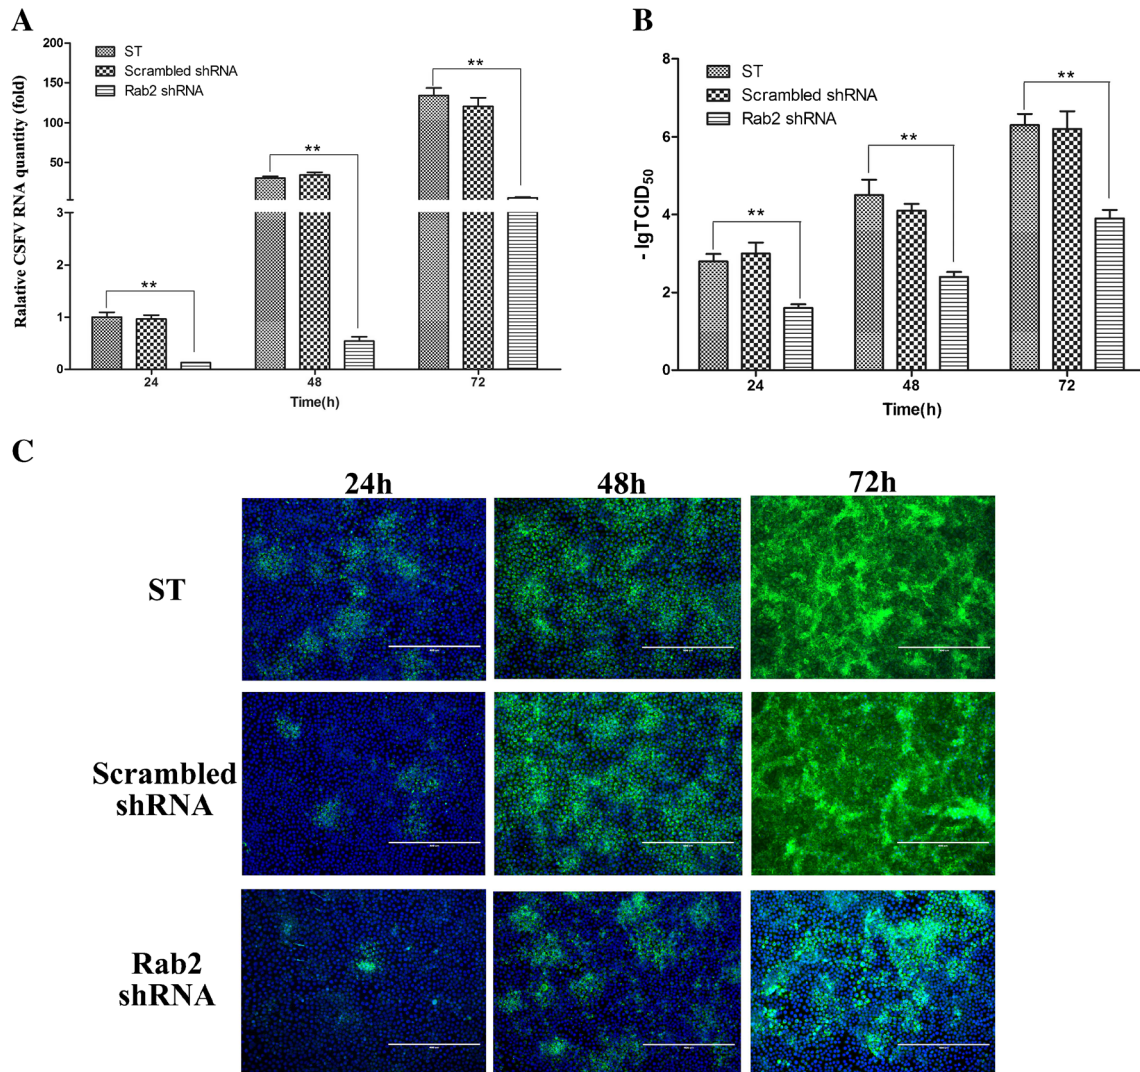 A
Ralative CSFV RNA quantity (fold)
200
150
100
50
3
2
1
0
ST
Scrambled shRNA
Rab2 shRNA
**
**
**
24
48
72
Time(h)
B
- lgTCID50
8
6
4
2
0
ST
Scrambled shRNA
Rab2 shRNA
**
**
**
24
48
72
Time(h)
C
24h
48h
72h
ST
Scrambled
shRNA
Rab2
shRNA